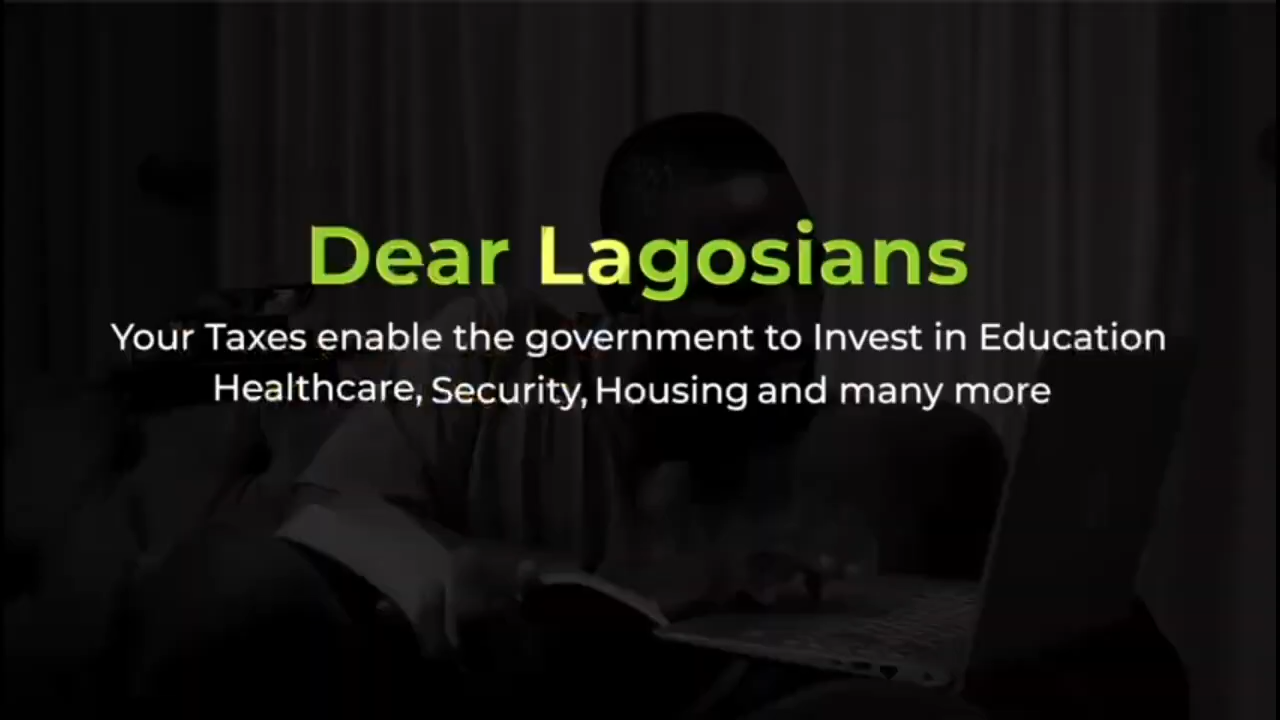 Dear Lagosians
Your Taxes enable the government to Invest in Education
Healthcare, Security, Housing and many more